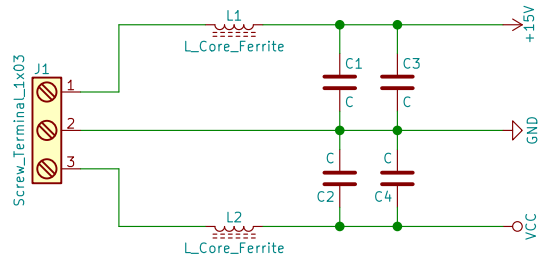 L1
L_Core_Ferrite
+15V
J1
Screw_Terminal_1x03
1
2
3
C1
C
C3
C
GND
C
C2
C
C4
L2
L_Core_Ferrite
VCC